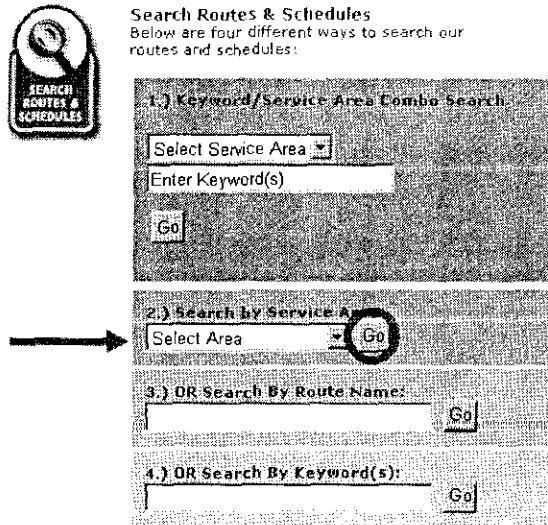 Search Routes & Schedules
Below are four different ways to search our
routes and schedules:
SEARCH
ROUTES &
SCHEDULES
1.) Keyword/Service Area Combo Search
Select Service Area
Enter Keyword(s)
Go
2.) Search by Service
Select Area
Go
3.) OR Search By Route Name:
Go
4.) OR Search By Keyword(s):
Go